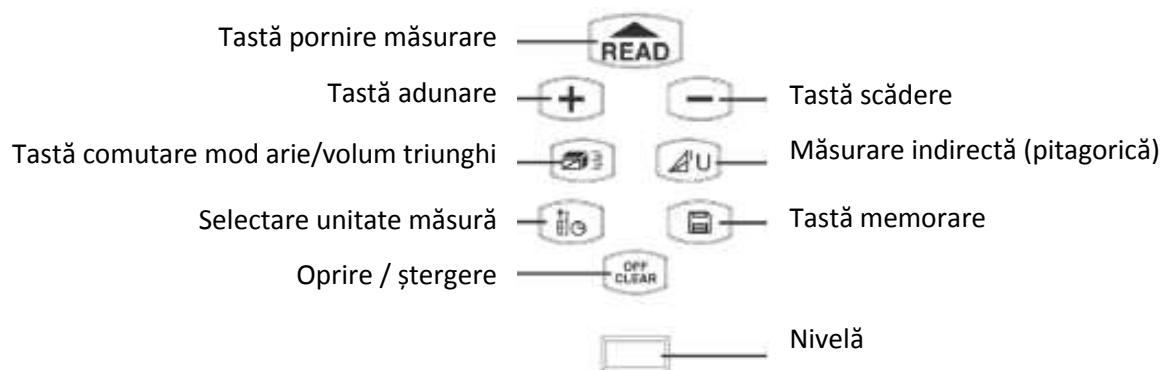 Tastă pornire măsurare
READ
Tastă adunare
+
−
Tastă scădere
Tastă comutare mod arie/volum triunghi
U
Măsurare indirectă (pitagorică)
Selectare unitate măsură
Tastă memorare
Oprire / ștergere
OFF
CLEAR
Nivelă